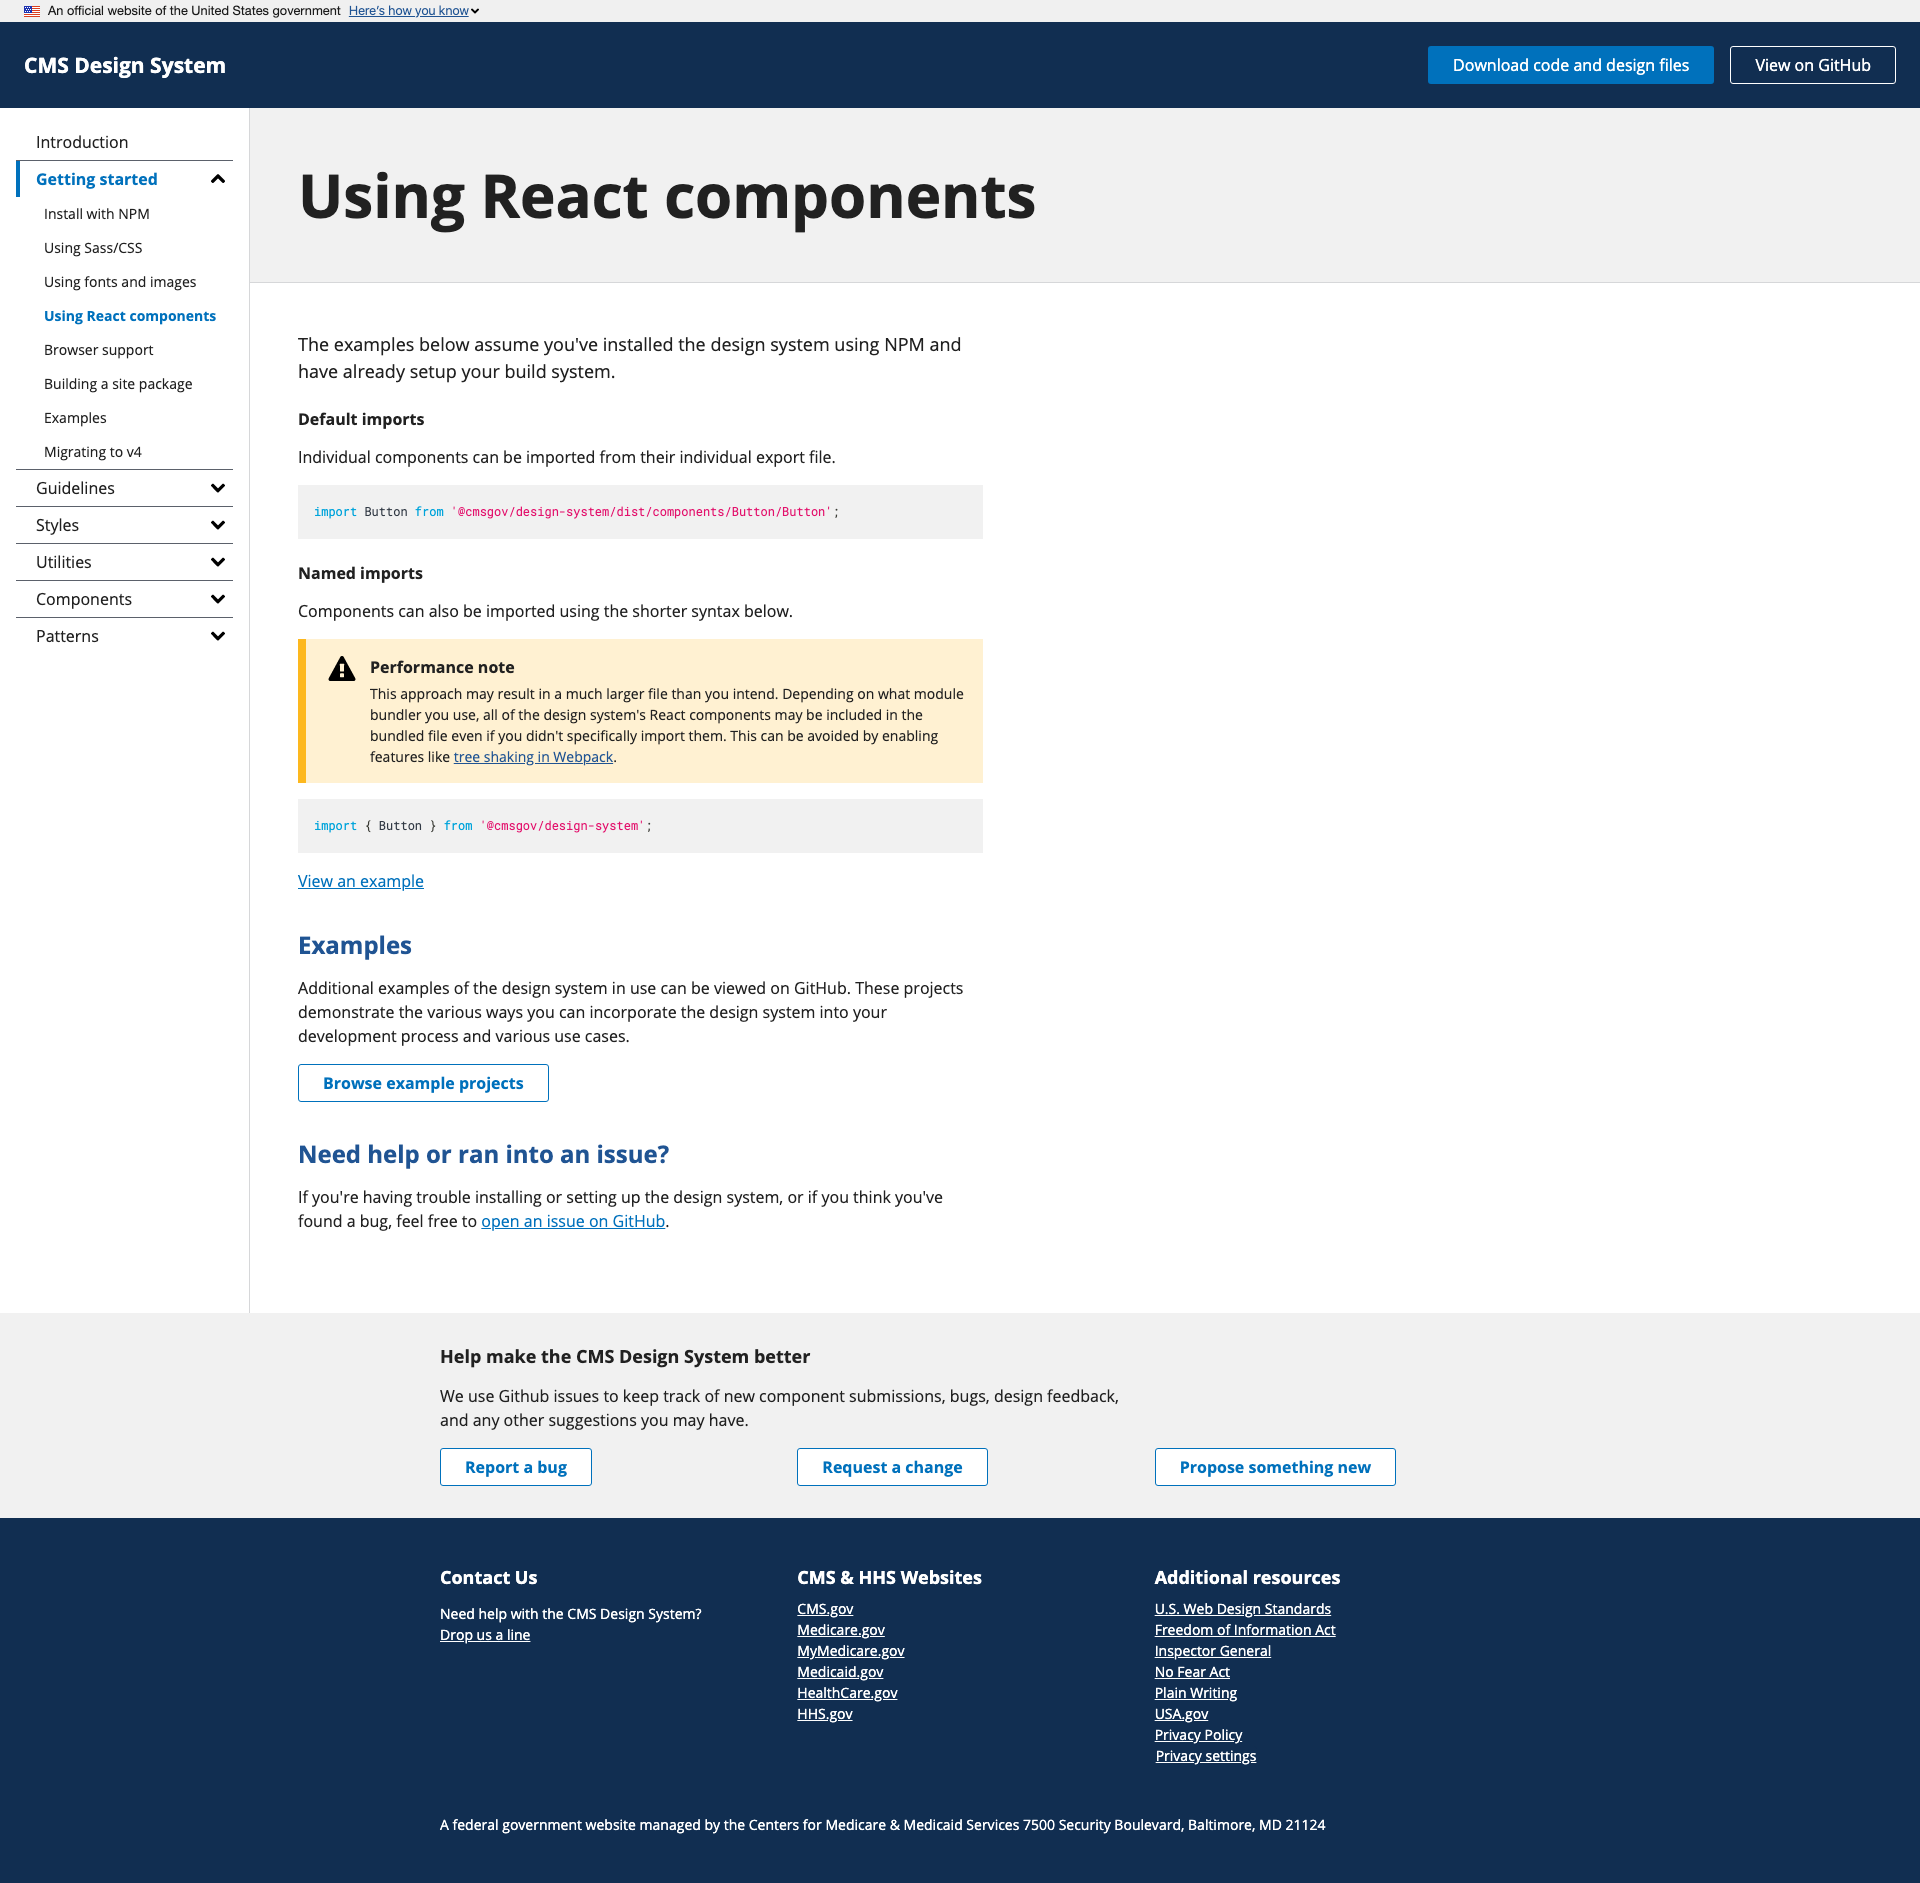 An official website of the United States government Here's how you know
CMS Design System
Download code and design files
View on GitHub
Introduction
Getting started
Install with NPM
Using Sass/CSS
Using fonts and images
Using React components
Browser support
Building a site package
Examples
Migrating to v4
Guidelines
Styles
Utilities
Components
Patterns
Using React components
The examples below assume you've installed the design system using NPM and
have already setup your build system.
Default imports
Individual components can be imported from their individual export file.
import Button from '@cmsgov/design-system/dist/components/Button/Button';
Named imports
Components can also be imported using the shorter syntax below.
Performance note
This approach may result in a much larger file than you intend. Depending on what module
bundler you use, all of the design system's React components may be included in the
bundled file even if you didn't specifically import them. This can be avoided by enabling
features like tree shaking in Webpack.
import { Button } from '@cmsgov/design-system';
View an example
Examples
Additional examples of the design system in use can be viewed on GitHub. These projects
demonstrate the various ways you can incorporate the design system into your
development process and various use cases.
Browse example projects
Need help or ran into an issue?
If you're having trouble installing or setting up the design system, or if you think you've
found a bug, feel free to open an issue on GitHub.
Help make the CMS Design System better
We use Github issues to keep track of new component submissions, bugs, design feedback,
and any other suggestions you may have.
Report a bug
Request a change
Propose something new
Contact Us
Need help with the CMS Design System?
Drop us a line
CMS & HHS Websites
CMS.gov
Medicare.gov
MyMedicare.gov
Medicaid.gov
HealthCare.gov
HHS.gov
Additional resources
U.S. Web Design Standards
Freedom of Information Act
Inspector General
No Fear Act
Plain Writing
USA.gov
Privacy Policy
Privacy settings
A federal government website managed by the Centers for Medicare & Medicaid Services 7500 Security Boulevard, Baltimore, MD 21124